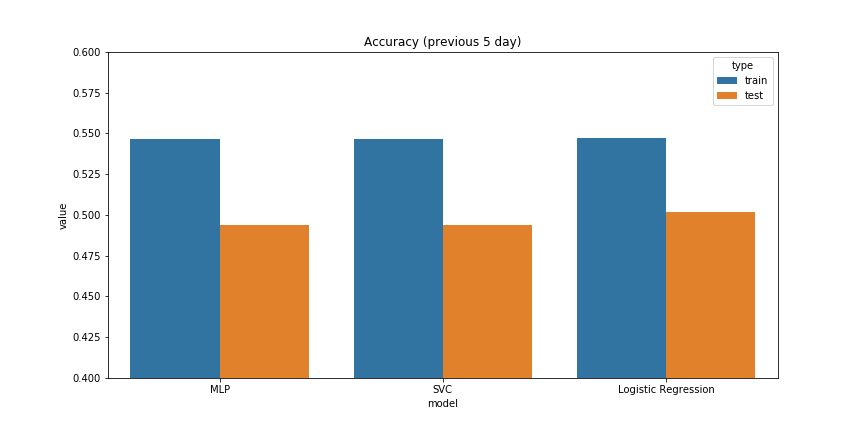 Accuracy (previous 5 day)
0.600
0.575
0.550
0.525
0.500
0.475
0.450
0.425
0.400
value
type
train
test
MLP
SVC
Logistic Regression
model